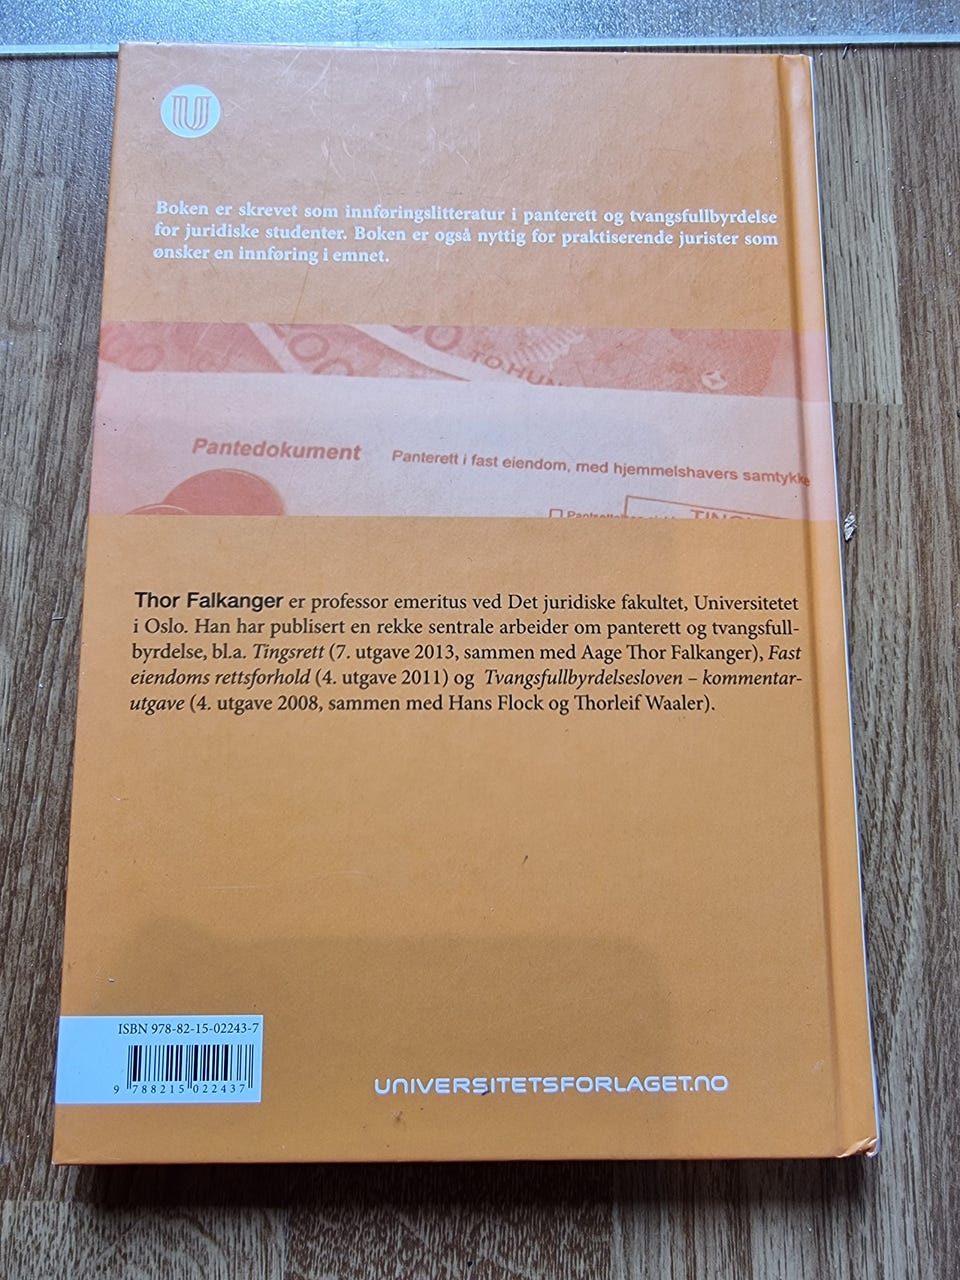 U
Boken er skrevet som innføringslitteratur i panterett og tvangsfullbyrdelse
for juridiske studenter. Boken er også nyttig for praktiserende jurister som
ønsker en innføring i emnet.
TO HUN
Pantedokument
Panterett i fast eiendom, med hjemmelshavers samtykke
Thor Falkanger er professor emeritus ved Det juridiske fakultet, Universitetet
i Oslo. Han har publisert en rekke sentrale arbeider om panterett og tvangsfull-
byrdelse, bl.a. Tingsrett (7. utgave 2013, sammen med Aage Thor Falkanger), Fast
eiendoms rettsforhold (4. utgave 2011) og Tvangsfullbyrdelsesloven – kommentar-
utgave (4. utgave 2008, sammen med Hans Flock og Thorleif Waaler).
ISBN 978-82-15-02243-7
9 788215 022437
UNIVERSITETSFORLAGET.NO